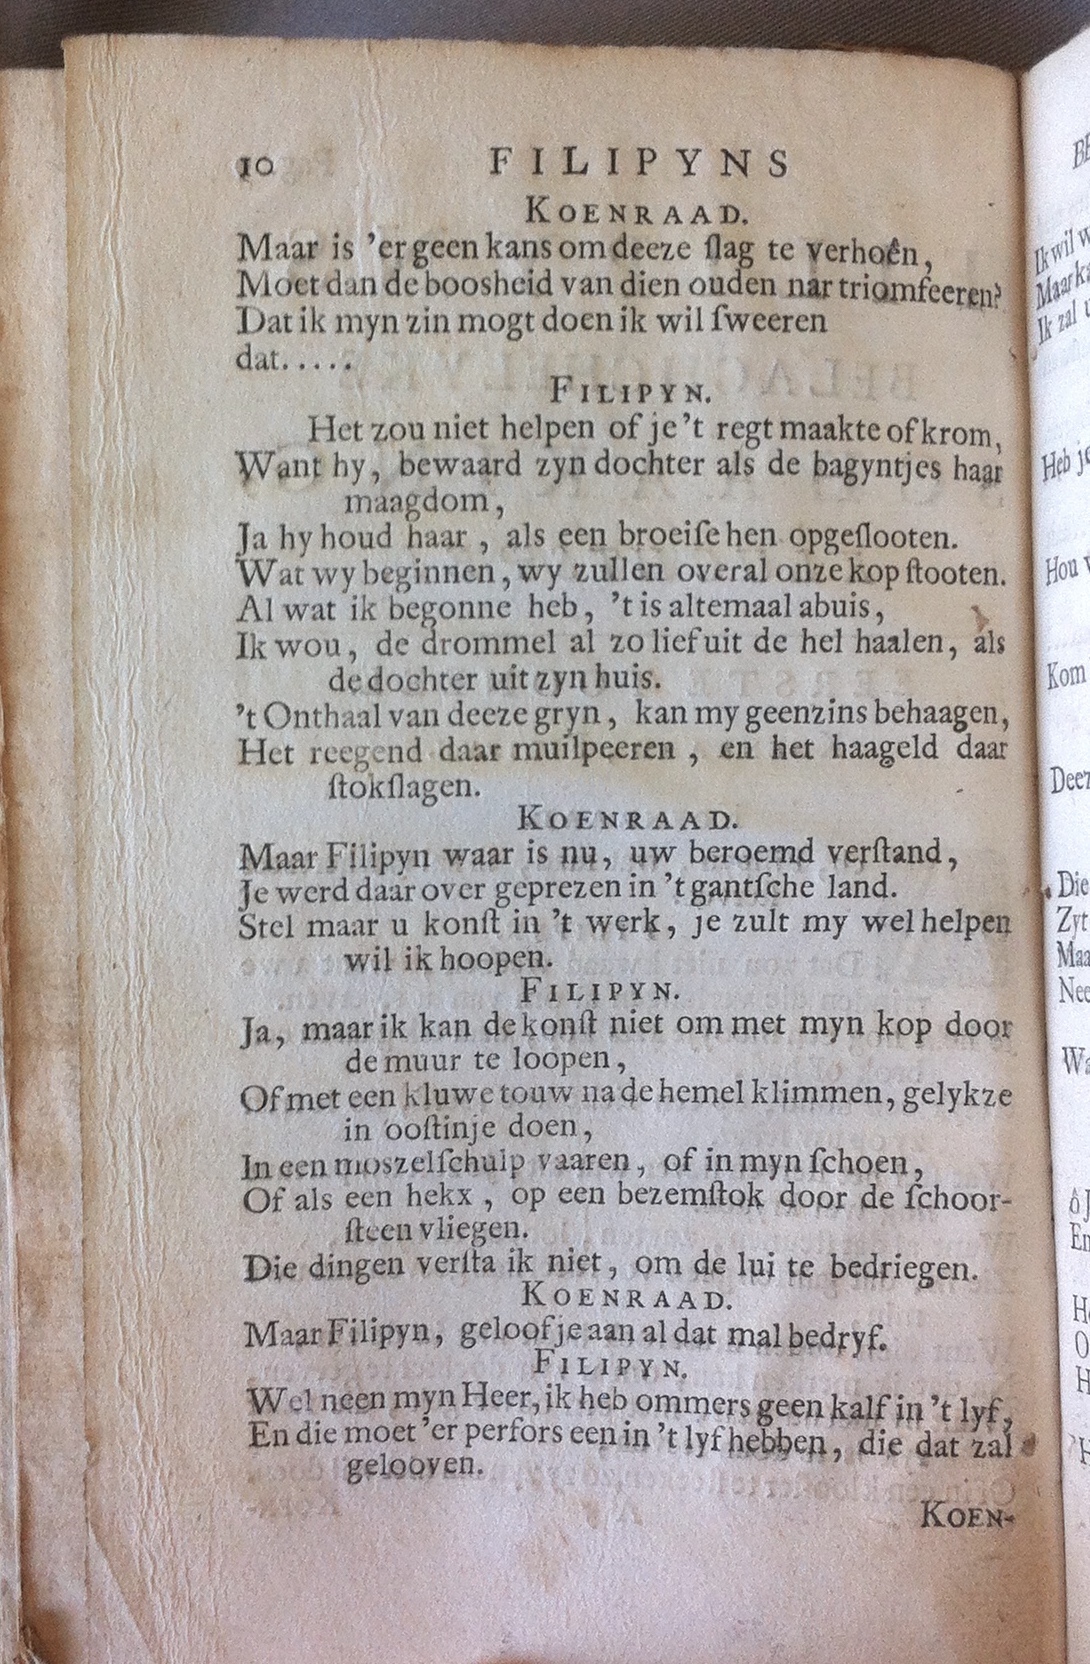 10 FILIPYNS
KOENRAAD.
Maar is 'er geen kans om deeze ſlag te verhoên,
Moet dan de boosheid van dien ouden nar triomfeeren?
Dat ik myn zin mogt doen ik wil ſweeren
dat.....
FILIPYN.
Het zou niet helpen of je 't regt maakte of krom,
Want hy, bewaard zyn dochter als de bagyntjes haar
maagdom,
Ja hy houd haar, als een broeiſe hen opgeſlooten.
Wat wy beginnen, wy zullen overal onze kop ſtooten.
Al wat ik begonne heb, 't is altemaal abuis,
Ik wou, de drommel al zo lief uit de hel haalen, als
de dochter uit zyn huis.
't Onthaal van deeze gryn, kan my geenzins behaagen,
Het reegend daar muilpeeren, en het haageld daar
ſtokſlagen.
KOENRAAD.
Maar Filipyn waar is nu, uw beroemd verſtand,
Je werd daar over geprezen in 't gantſche land.
Stel maar u konſt in 't werk, je zult my wel helpen
wil ik hoopen.
FILIPYN.
Ja, maar ik kan de konſt niet om met myn kop door
de muur te loopen,
Of met een kluwe touw na de hemel klimmen, gelyk ze
in ooſtinje doen,
In een moszelſchulp vaaren, of in myn ſchoen,
Of als een hekx, op een bezemſtok door de ſchoor-
ſteen vliegen.
Die dingen verſta ik niet, om de lui te bedriegen.
KOENRAAD.
Maar Filipyn, geloof je aan al dat mal bedryf.
FILIPYN.
Wel neen myn Heer, ik heb ommers geen kalf in 't lyf,
En die moet 'er perfors een in 't lyf hebben, die dat zal
gelooven.
KOEN-
Ik wil
Ik zal
Heb
Hou
Kom
Die
Zyt